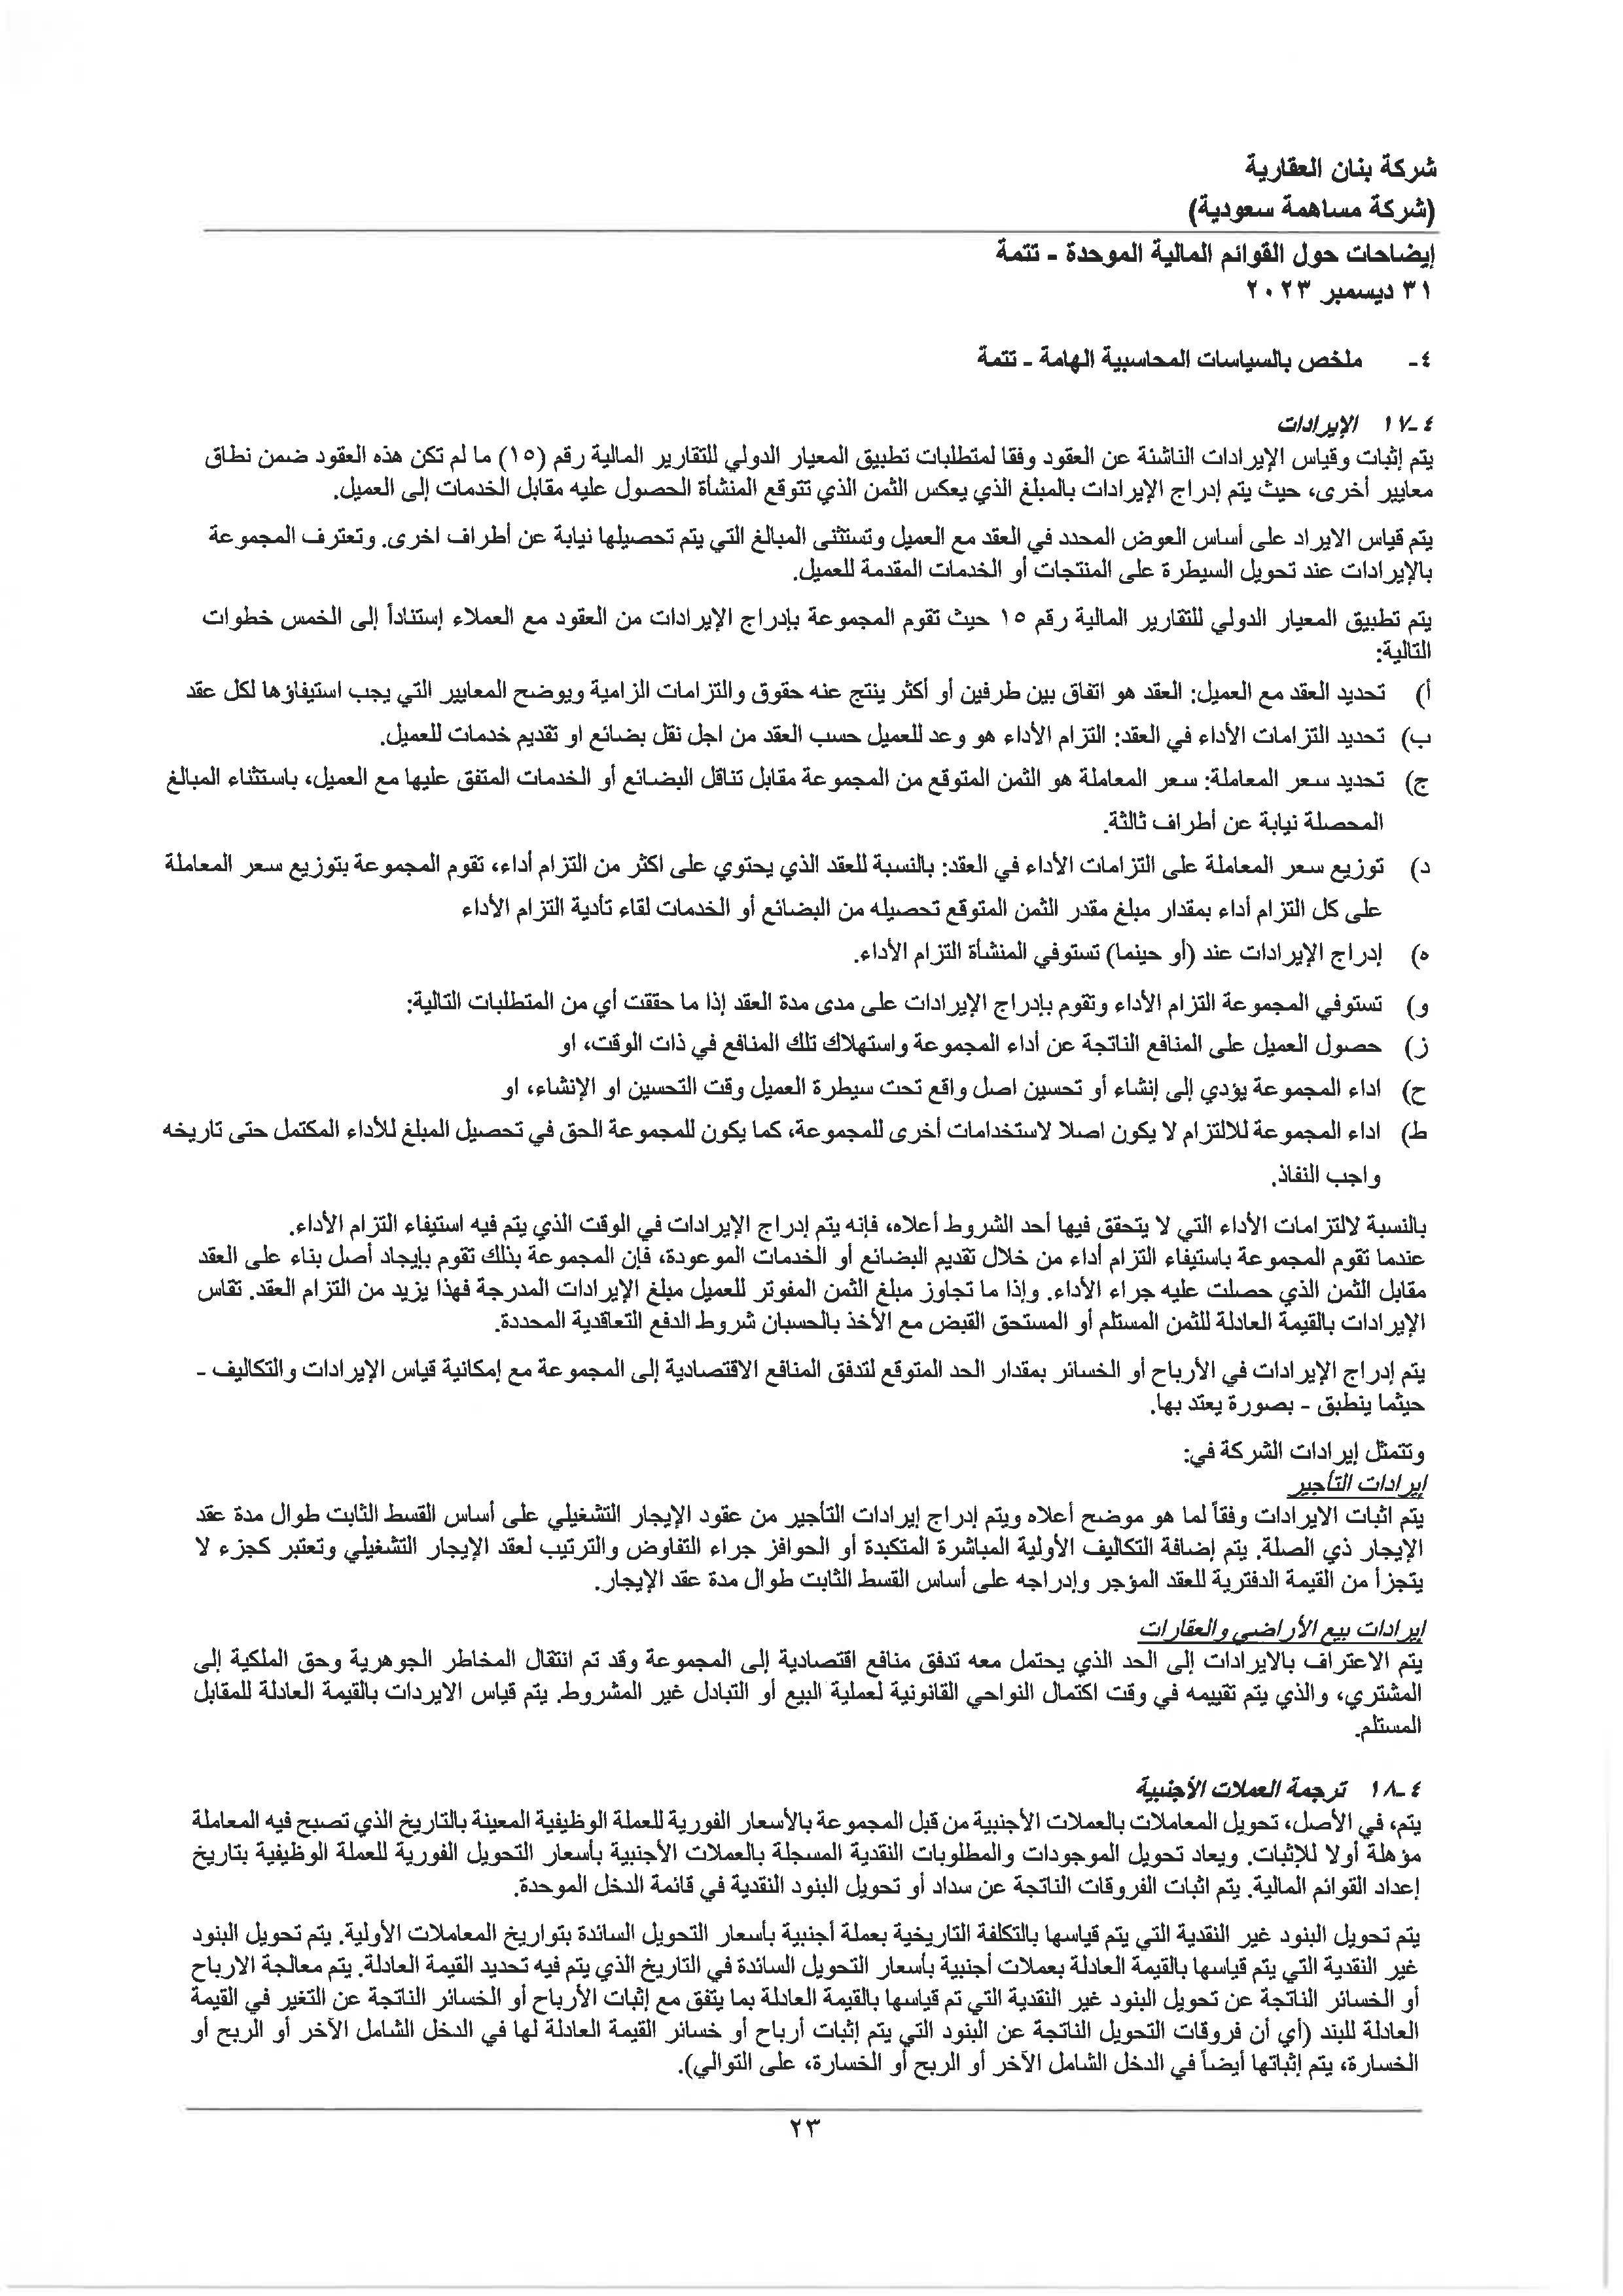 شركة بنان العقارية
(شركة مساهمة سعودية)
إيضاحات حول القوائم المالية الموحدة - تتمة
٣١ ديسمبر ٢٠٢٣
٤- ملخص بالسياسات المحاسبية الهامة - تتمة
٤-١٧ الإيرادات
يتم إثبات وقياس الإيرادات الناشئة عن العقود وفقا لمتطلبات تطبيق المعيار الدولي للتقارير المالية رقم (١٥) ما لم تكن هذه العقود ضمن نطاق
معايير أخرى، حيث يتم إدراج الإيرادات بالمبلغ الذي يعكس الثمن الذي تتوقع المنشأة الحصول عليه مقابل الخدمات إلى العميل.
يتم قياس الايراد على أساس العوض المحدد في العقد مع العميل وتستثنى المبالغ التي يتم تحصيلها نيابة عن أطراف اخرى. وتعترف المجموعة
بالإيرادات عند تحويل السيطرة على المنتجات أو الخدمات المقدمة للعميل.
يتم تطبيق المعيار الدولي للتقارير المالية رقم ١٥ حيث تقوم المجموعة بإدراج الإيرادات من العقود مع العملاء إستناداً إلى الخمس خطوات
التالية:
أ) تحديد العقد مع العميل: العقد هو اتفاق بين طرفين أو أكثر ينتج عنه حقوق والتزامات الزامية ويوضح المعايير التي يجب استيفاؤها لكل عقد
ب) تحديد التزامات الأداء في العقد: التزام الأداء هو وعد للعميل حسب العقد من اجل نقل بضائع او تقديم خدمات للعميل.
ج) تحديد سعر المعاملة: سعر المعاملة هو الثمن المتوقع من المجموعة مقابل تناقل البضائع أو الخدمات المتفق عليها مع العميل، باستثناء المبالغ
المحصلة نيابة عن أطراف ثالثة.
د) توزيع سعر المعاملة على التزامات الأداء في العقد: بالنسبة للعقد الذي يحتوي على اكثر من التزام أداء، تقوم المجموعة بتوزيع سعر المعاملة
على كل التزام أداء بمقدار مبلغ مقدر الثمن المتوقع تحصيله من البضائع أو الخدمات لقاء تأدية التزام الأداء
ه) إدراج الإيرادات عند (أو حينما) تستوفي المنشأة التزام الأداء.
و) تستوفي المجموعة التزام الأداء وتقوم بإدراج الإيرادات على مدى مدة العقد إذا ما حققت أي من المتطلبات التالية:
ز) حصول العميل على المنافع الناتجة عن أداء المجموعة واستهلاك تلك المنافع في ذات الوقت، او
ح) اداء المجموعة يؤدي إلى إنشاء أو تحسين اصل واقع تحت سيطرة العميل وقت التحسين او الإنشاء، او
ط) اداء المجموعة للالتزام لا يكون اصلا لاستخدامات أخرى للمجموعة، كما يكون للمجموعة الحق في تحصيل المبلغ للأداء المكتمل حتى تاريخه
واجب النفاذ.
بالنسبة لالتزامات الأداء التي لا يتحقق فيها أحد الشروط أعلاه، فإنه يتم إدراج الإيرادات في الوقت الذي يتم فيه استيفاء التزام الأداء.
عندما تقوم المجموعة باستيفاء التزام أداء من خلال تقديم البضائع أو الخدمات الموعودة، فإن المجموعة بذلك تقوم بإيجاد أصل بناء على العقد
مقابل الثمن الذي حصلت عليه جراء الأداء. وإذا ما تجاوز مبلغ الثمن المفوتر للعميل مبلغ الإيرادات المدرجة فهذا يزيد من التزام العقد. تقاس
الإيرادات بالقيمة العادلة للثمن المستلم أو المستحق القبض مع الأخذ بالحسبان شروط الدفع التعاقدية المحددة.
يتم إدراج الإيرادات في الأرباح أو الخسائر بمقدار الحد المتوقع لتدفق المنافع الاقتصادية إلى المجموعة مع إمكانية قياس الإيرادات والتكاليف -
حيثما ينطبق - بصورة يعتد بها.
وتتمثل إيرادات الشركة في:
إيرادات التأجير
يتم اثبات الايرادات وفقاً لما هو موضح أعلاه ويتم إدراج إيرادات التأجير من عقود الإيجار التشغيلي على أساس القسط الثابت طوال مدة عقد
الإيجار ذي الصلة. يتم إضافة التكاليف الأولية المباشرة المتكبدة أو الحوافز جراء التفاوض والترتيب لعقد الإيجار التشغيلي وتعتبر كجزء لا
يتجزأ من القيمة الدفترية للعقد المؤجر وإدراجه على أساس القسط الثابت طوال مدة عقد الإيجار.
إيرادات بيع الأراضي والعقارات
يتم الاعتراف بالايرادات إلى الحد الذي يحتمل معه تدفق منافع اقتصادية إلى المجموعة وقد تم انتقال المخاطر الجوهرية وحق الملكية إلى
المشتري، والذي يتم تقييمه في وقت اكتمال النواحي القانونية لعملية البيع أو التبادل غير المشروط. يتم قياس الايردات بالقيمة العادلة للمقابل
المستلم.
٤-١٨ ترجمة العملات الأجنبية
يتم، في الأصل، تحويل المعاملات بالعملات الأجنبية من قبل المجموعة بالأسعار الفورية للعملة الوظيفية المعينة بالتاريخ الذي تصبح فيه المعاملة
مؤهلة أولا للإثبات. ويعاد تحويل الموجودات والمطلوبات النقدية المسجلة بالعملات الأجنبية بأسعار التحويل الفورية للعملة الوظيفية بتاريخ
إعداد القوائم المالية. يتم اثبات الفروقات الناتجة عن سداد أو تحويل البنود النقدية في قائمة الدخل الموحدة.
يتم تحويل البنود غير النقدية التي يتم قياسها بالتكلفة التاريخية بعملة أجنبية بأسعار التحويل السائدة بتواريخ المعاملات الأولية. يتم تحويل البنود
غير النقدية التي يتم قياسها بالقيمة العادلة بعملات أجنبية بأسعار التحويل السائدة في التاريخ الذي يتم فيه تحديد القيمة العادلة. يتم معالجة الارباح
أو الخسائر الناتجة عن تحويل البنود غير النقدية التي تم قياسها بالقيمة العادلة بما يتفق مع إثبات الأرباح أو الخسائر الناتجة عن التغير في القيمة
العادلة للبند (أي أن فروقات التحويل الناتجة عن البنود التي يتم إثبات أرباح أو خسائر القيمة العادلة لها في الدخل الشامل الآخر أو الربح أو
الخسارة، يتم إثباتها أيضاً في الدخل الشامل الآخر أو الربح أو الخسارة، على التوالي).
٢٣